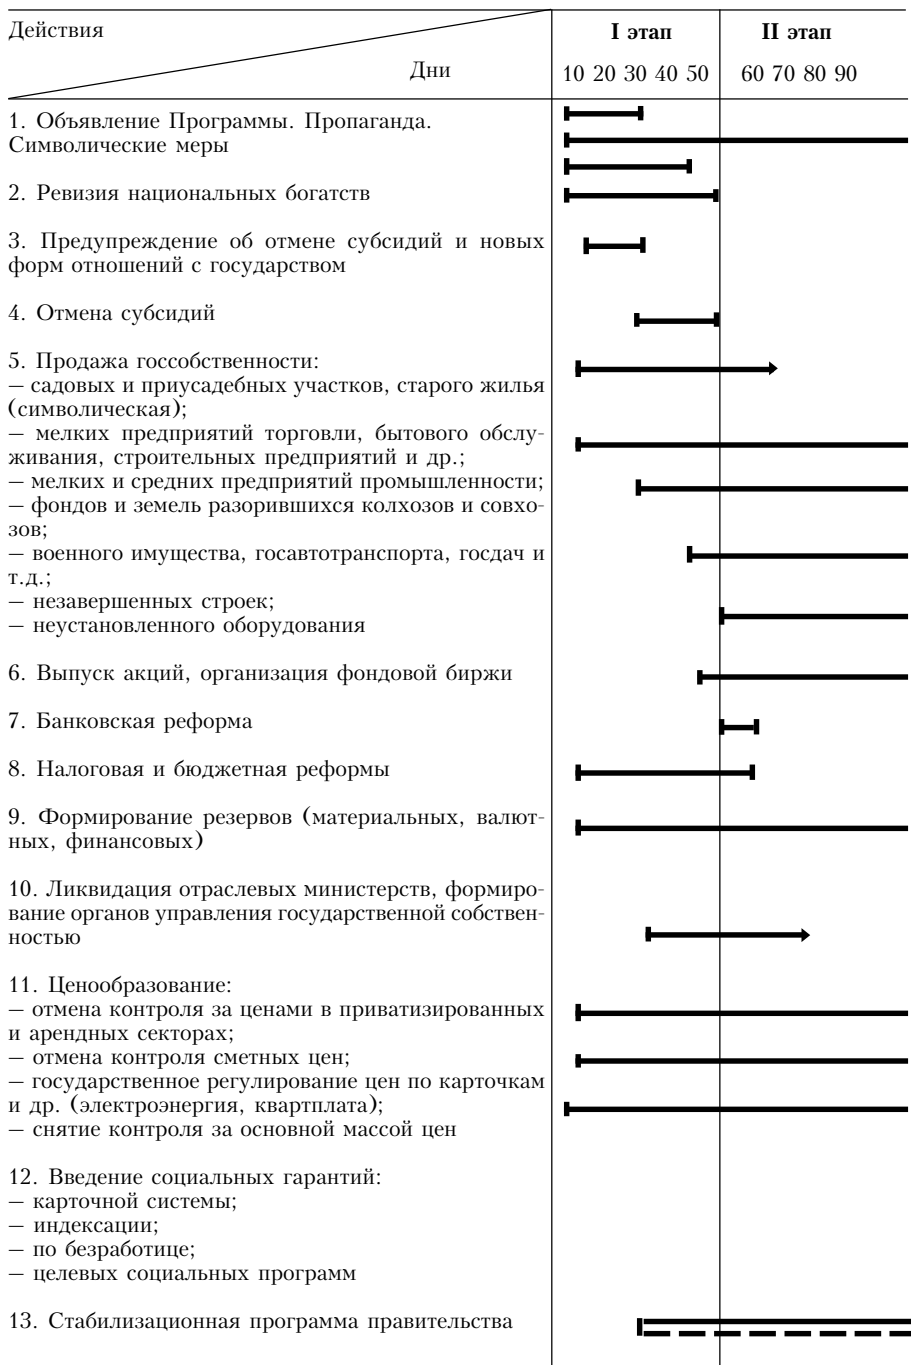 Действия
I этап
II этап
Дни
10 20 30 40 50
60 70 80 90
1. Объявление Программы. Пропаганда.
Символические меры
2. Ревизия национальных богатств
3. Предупреждение об отмене субсидий и новых
форм отношений с государством
4. Отмена субсидий
5. Продажа госсобственности:
– садовых и приусадебных участков, старого жилья
(символическая);
– мелких предприятий торговли, бытового обслу-
живания, строительных предприятий и др.;
– мелких и средних предприятий промышленности;
– фондов и земель разорившихся колхозов и совхо-
зов;
– военного имущества, госавтотранспорта, госдач и
т.д.;
– незавершенных строек;
– неустановленного оборудования
6. Выпуск акций, организация фондовой биржи
7. Банковская реформа
8. Налоговая и бюджетная реформы
9. Формирование резервов (материальных, валют-
ных, финансовых)
10. Ликвидация отраслевых министерств, формиро-
вание органов управления государственной собствен-
ностью
11. Ценообразование:
– отмена контроля за ценами в приватизированных
и арендных секторах;
– отмена контроля сметных цен;
– государственное регулирование цен по карточкам
и др. (электроэнергия, квартплата);
– снятие контроля за основной массой цен
12. Введение социальных гарантий:
– карточной системы;
– индексации;
– по безработице;
– целевых социальных программ
13. Стабилизационная программа правительства